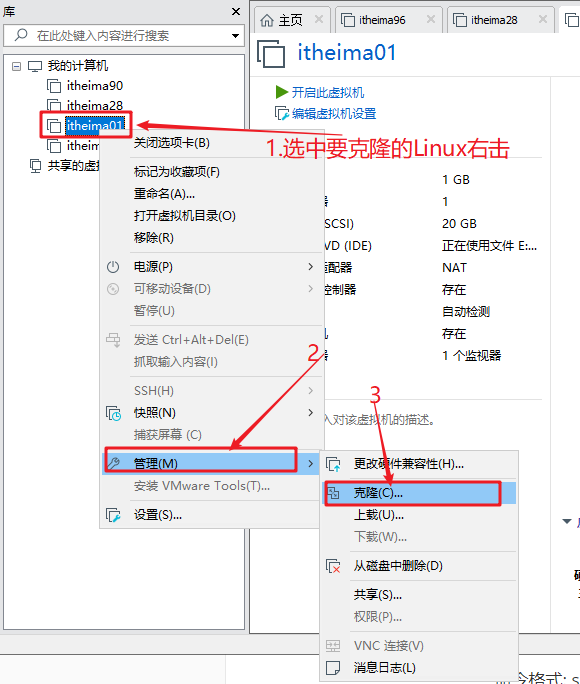 库
主页
itheima96
itheima28
在此处键入内容进行搜索
itheima01
我的计算机
itheima90
itheima28
itheima01
共享的虚
开启此虚拟机
编辑虚拟机设置
1.选中要克隆的Linux右击
关闭选项卡(B)
标记为收藏项(F)
重命名(A)...
打开虚拟机目录(O)
移除(R)
电源(P)
可移动设备(D)
暂停(U)
发送 Ctrl+Alt+Del(E)
抓取输入内容(I)
SSH(H)
快照(N)
捕获屏幕 (C)
管理(M)
安装 VMware Tools(T)...
设置(S)...
1 GB
1
SCSI)
20 GB
VD (IDE)
正在使用文件 E:...
适配器
NAT
控制器
存在
自动检测
存在
1 个监视器
2
3
入对该虚拟机的描述。
更改硬件兼容性(H)...
克隆(C)...
上载(U)...
下载(W)...
从磁盘中删除(D)
共享(S)...
权限(P)...
VNC 连接(V)
消息日志(L)